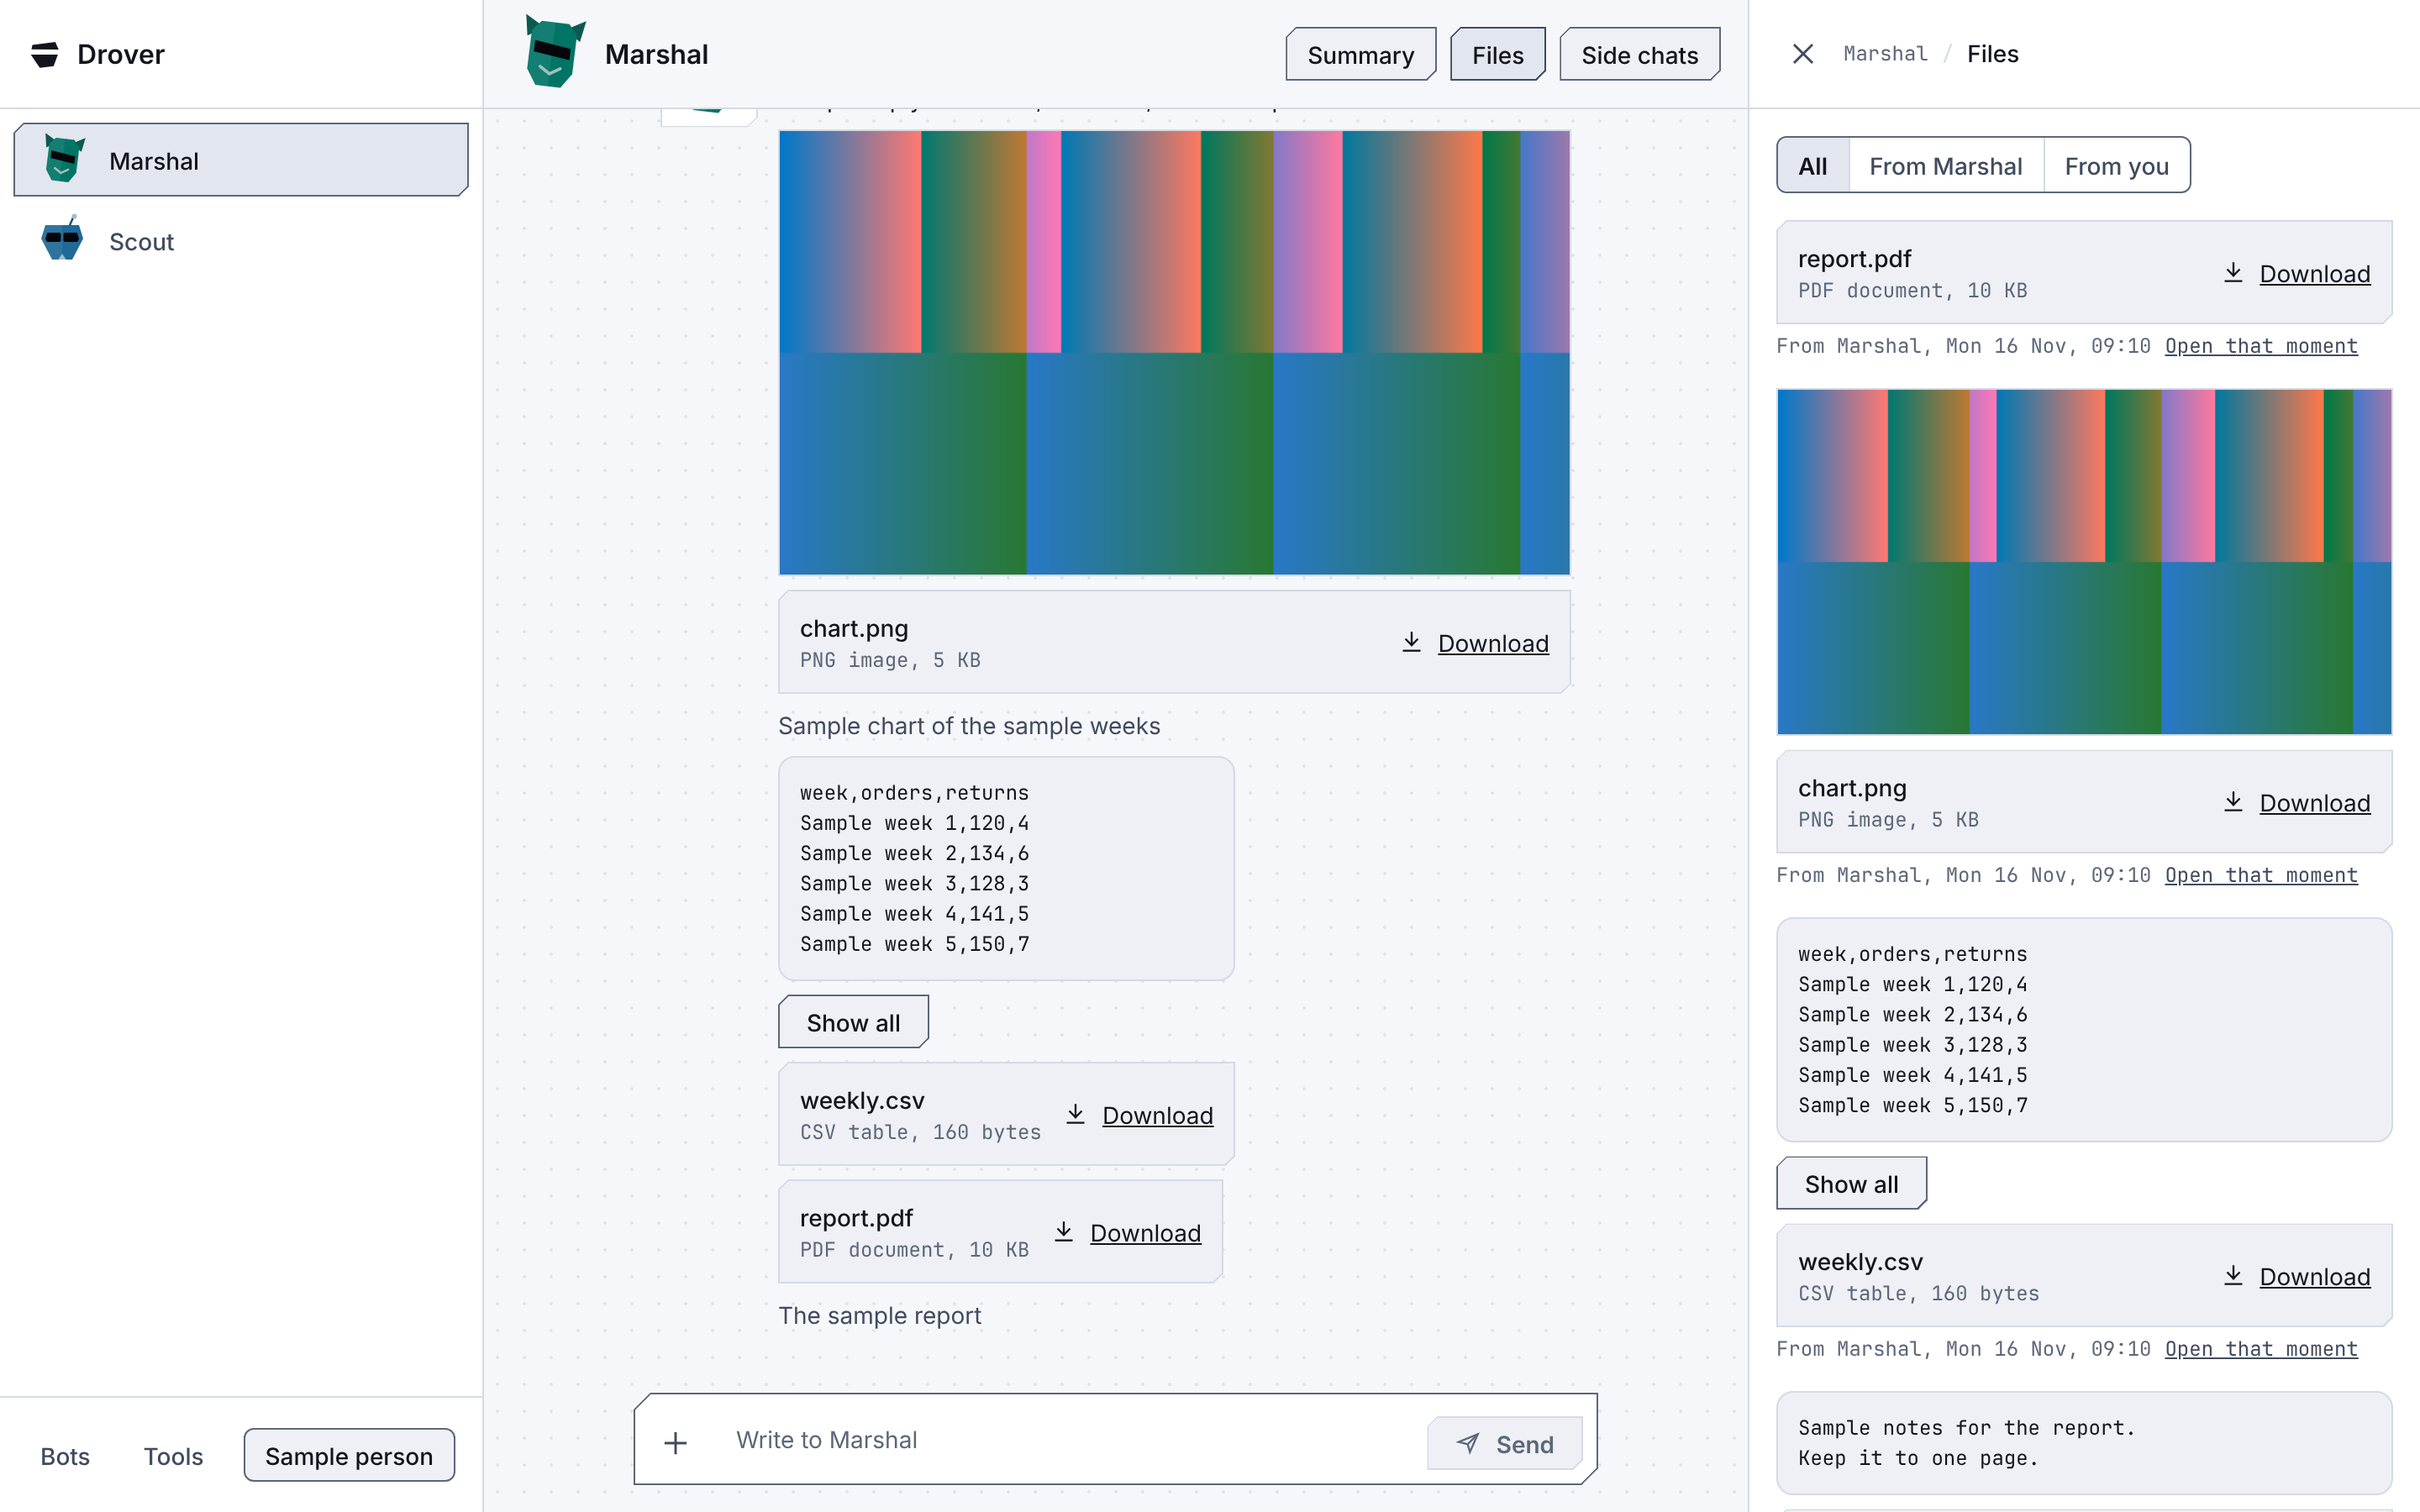 Drover
Marshal
Scout
Bots
Tools
Sample person
Marshal
Summary
Files
Side chats
chart.png
PNG image, 5 KB
Download
Sample chart of the sample weeks
week,orders,returns
Sample week 1,120,4
Sample week 2,134,6
Sample week 3,128,3
Sample week 4,141,5
Sample week 5,150,7
Show all
weekly.csv
CSV table, 160 bytes
Download
report.pdf
PDF document, 10 KB
Download
The sample report
Write to Marshal
Send
Marshal / Files
All
From Marshal
From you
report.pdf
PDF document, 10 KB
Download
From Marshal, Mon 16 Nov, 09:10 Open that moment
chart.png
PNG image, 5 KB
Download
From Marshal, Mon 16 Nov, 09:10 Open that moment
week,orders,returns
Sample week 1,120,4
Sample week 2,134,6
Sample week 3,128,3
Sample week 4,141,5
Sample week 5,150,7
Show all
weekly.csv
CSV table, 160 bytes
Download
From Marshal, Mon 16 Nov, 09:10 Open that moment
Sample notes for the report.
Keep it to one page.